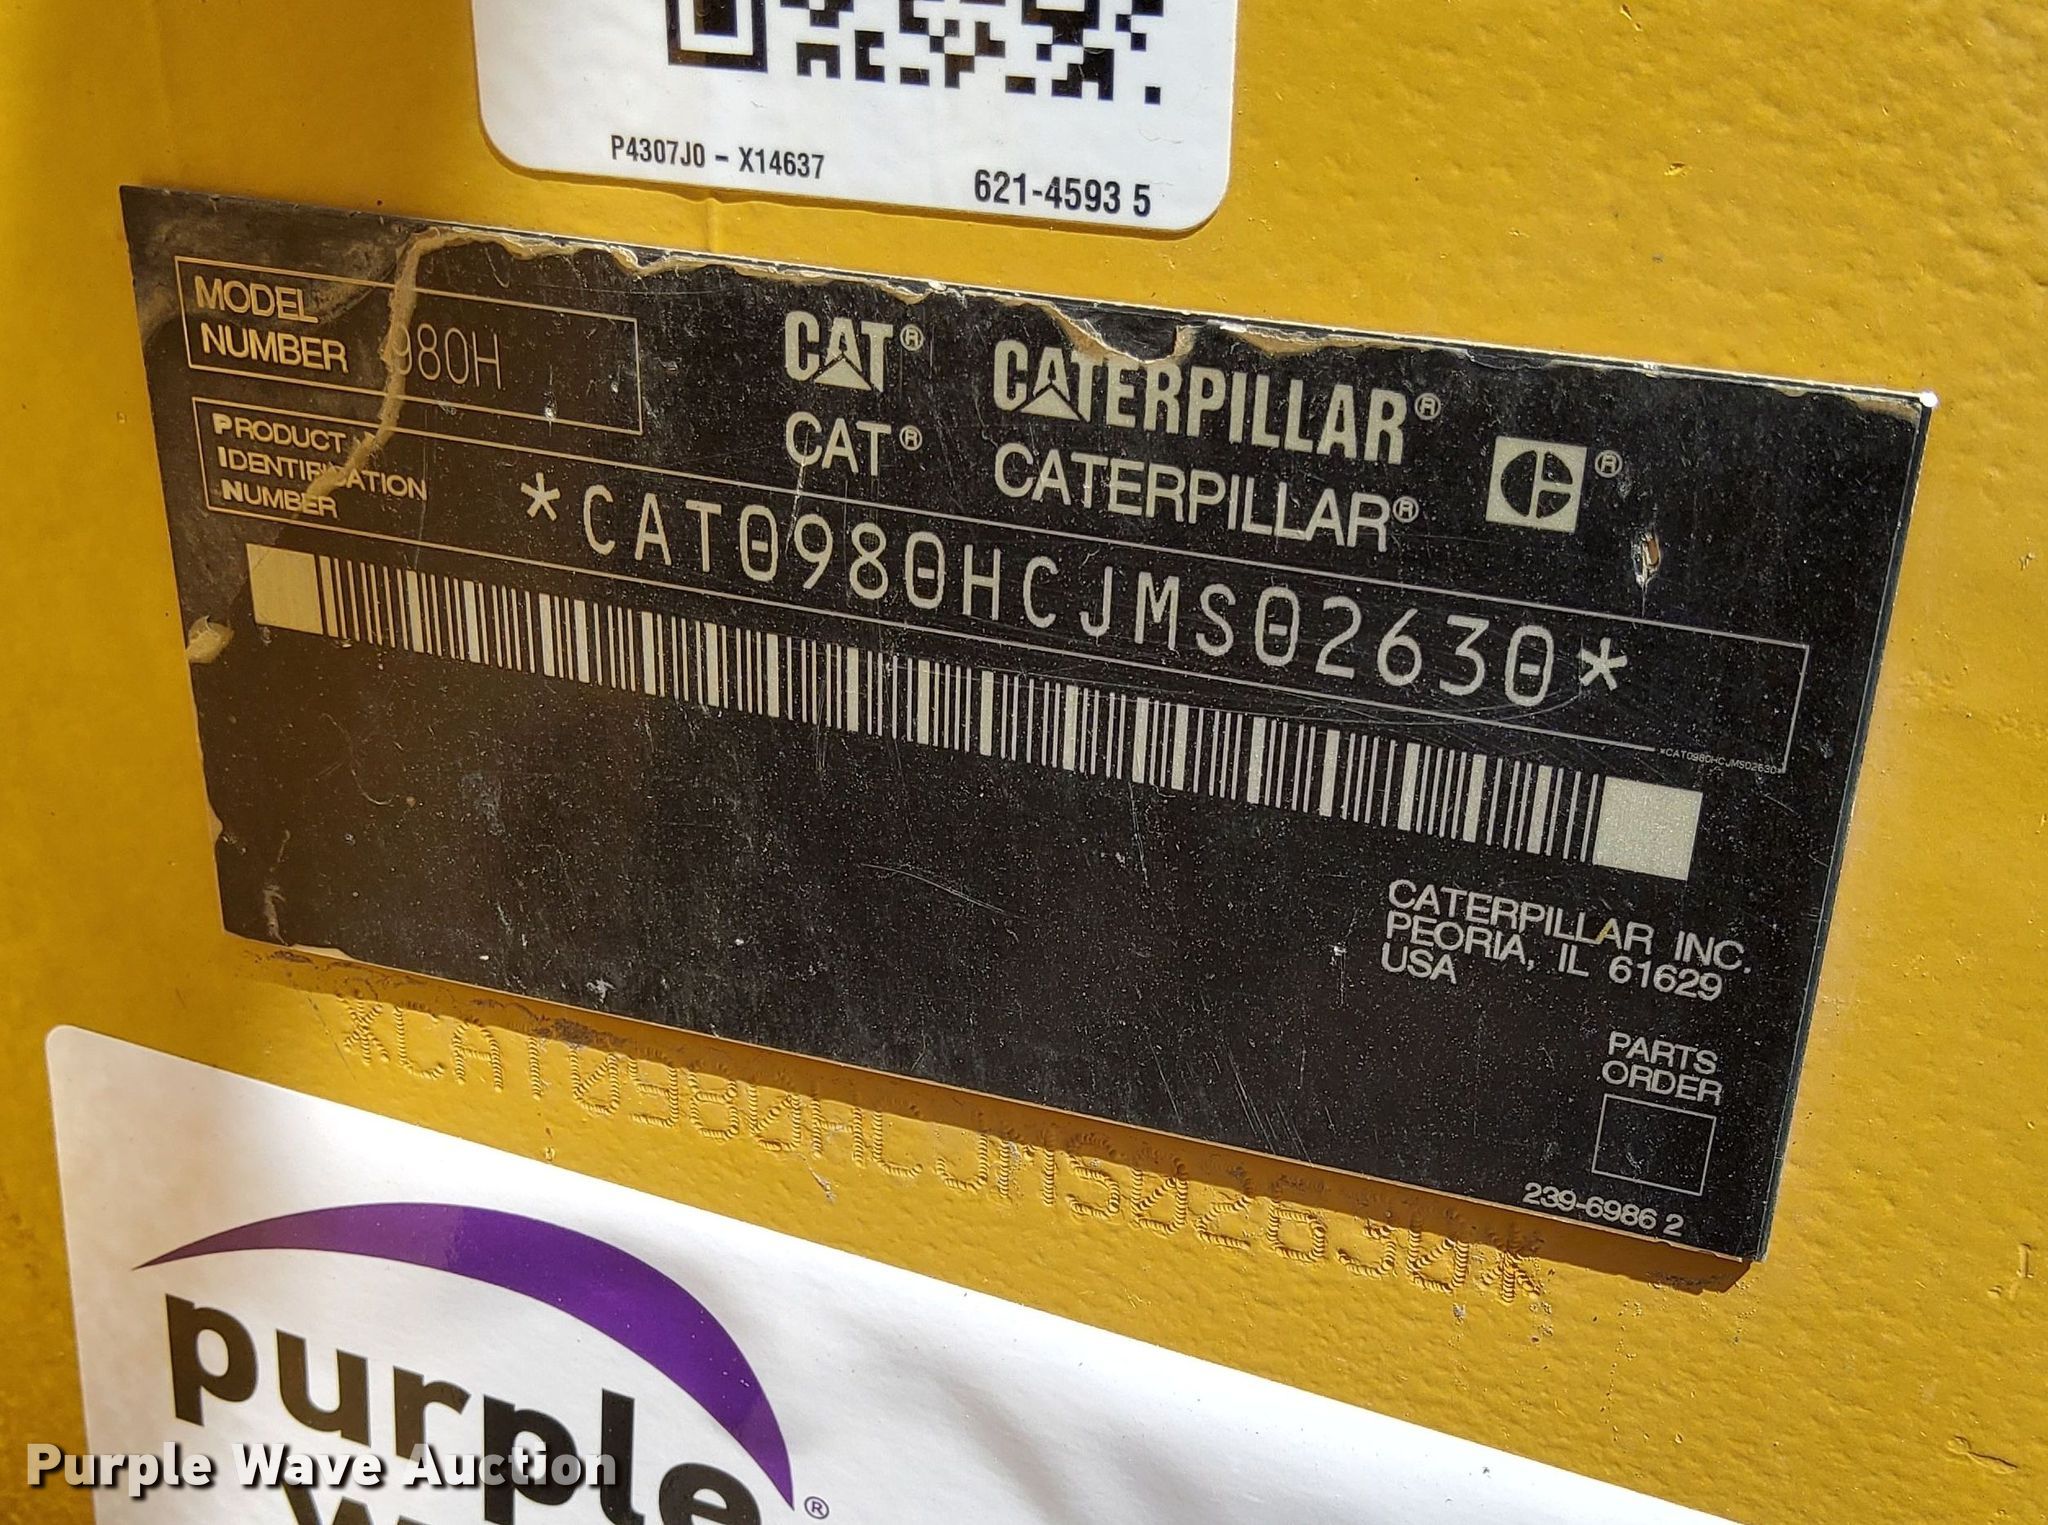 P4307J0 - X14637
621-4593 5
MODEL
NUMBER 980H
CAT® CATERPILLAR®
CAT® CATERPILLAR® ®
PRODUCT
IDENTIFICATION
NUMBER
*CAT0980HCJMS02630*
*CAT0980HCJMS02630*
CATERPILLAR INC.
PEORIA, IL 61629
USA
PARTS
ORDER
239-6986 2
*CAT0980HCJMS02630*
purple®
Purple Wave Auction